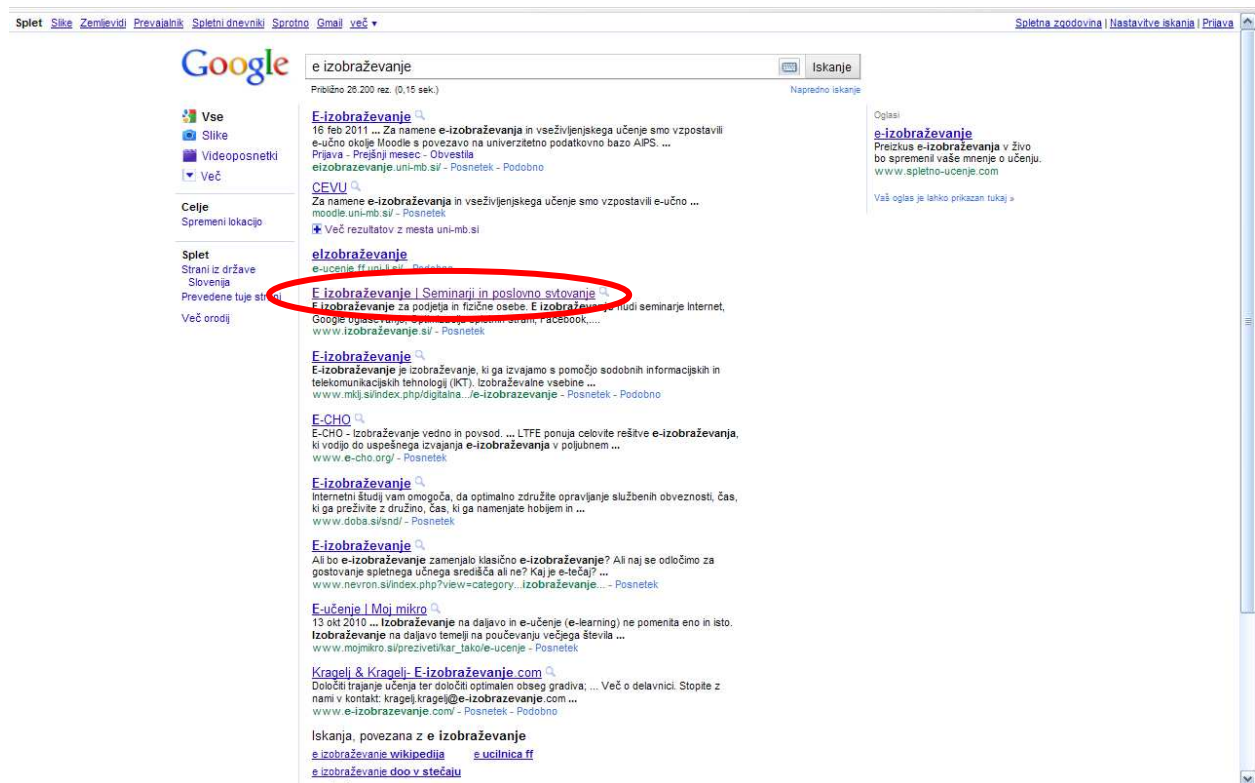 Splet Slike Zemljevidi Prevajalnik Spletni dnevniki Sprotno Gmail več ▾
Spletna zgodovina | Nastavitve iskanja | Prijava
Google
e izobraževanje
Iskanje
Približno 26.200 rez. (0,15 sek.)
Napredno iskanje
Vse
Slike
Videoposnetki
Več
Celje
Spremeni lokacijo
Splet
Strani iz države
Slovenija
Prevedene tuje strani
Več orodij
E-izobraževanje
16 feb 2011 ... Za namene e-izobraževanja in vseživljenjskega učenje smo vzpostavili
e-učno okolje Moodle s povezavo na univerzitetno podatkovno bazo AIPS. ...
Prijava - Prejšnji mesec - Obvestila
eizobrazevanje.uni-mb.si/ - Posnetek - Podobno
CEVU
Za namene e-izobraževanja in vseživljenjskega učenje smo vzpostavili e-učno ...
moodle.uni-mb.si/ - Posnetek
Več rezultatov z mesta uni-mb.si
eIzobraževanje
e-ucenje.ff.uni-lj.si/ - Podobno
E izobraževanje | Seminarji in poslovno svtovanje
E izobraževanje za podjetja in fizične osebe. E izobraževanje nudi seminarje Internet,
Google oglaševanje, Optimizacija spletnih strani, Facebook,....
www.izobraževanje.si/ - Posnetek
E-izobraževanje
E-izobraževanje je izobraževanje, ki ga izvajamo s pomočjo sodobnih informacijskih in
telekomunikacijskih tehnologij (IKT). Izobraževalne vsebine ...
www.mklj.si/index.php/digitalna.../e-izobrazevanje - Posnetek - Podobno
E-CHO
E-CHO - Izobraževanje vedno in povsod. ... LTFE ponuja celovite rešitve e-izobraževanja,
ki vodijo do uspešnega izvajanja e-izobraževanja v poljubnem ...
www.e-cho.org/ - Posnetek
E-izobraževanje
Internetni študij vam omogoča, da optimalno združite opravljanje službenih obveznosti, čas,
ki ga preživite z družino, čas, ki ga namenjate hobijem in ...
www.doba.si/snd/ - Posnetek
E-izobraževanje
Ali bo e-izobraževanje zamenjalo klasično e-izobraževanje? Ali naj se odločimo za
gostovanje spletnega učnega središča ali ne? Kaj je e-tečaj? ...
www.nevron.si/index.php?view=category...izobraževanje... - Posnetek
E-učenje | Moj mikro
13 okt 2010 ... Izobraževanje na daljavo in e-učenje (e-learning) ne pomenita eno in isto.
Izobraževanje na daljavo temelji na poučevanju večjega števila ...
www.mojmikro.si/preziveti/kar_tako/e-ucenje - Posnetek
Kragelj & Kragelj- E-izobraževanje.com
Določiti trajanje učenja ter določiti optimalen obseg gradiva; ... Več o delavnici. Stopite z
nami v kontakt: kragelj.kragelj@e-izobrazevanje.com ...
www.e-izobrazevanje.com/ - Posnetek - Podobno
Iskanja, povezana z e izobraževanje
e izobraževanje wikipedija e ucilnica ff
e izobraževanje doo v stečaju
Oglasi
e-izobraževanje
Preizkus e-izobraževanja v živo
bo spremenil vaše mnenje o učenju.
www.spletno-ucenje.com
Vaš oglas je lahko prikazan tukaj »